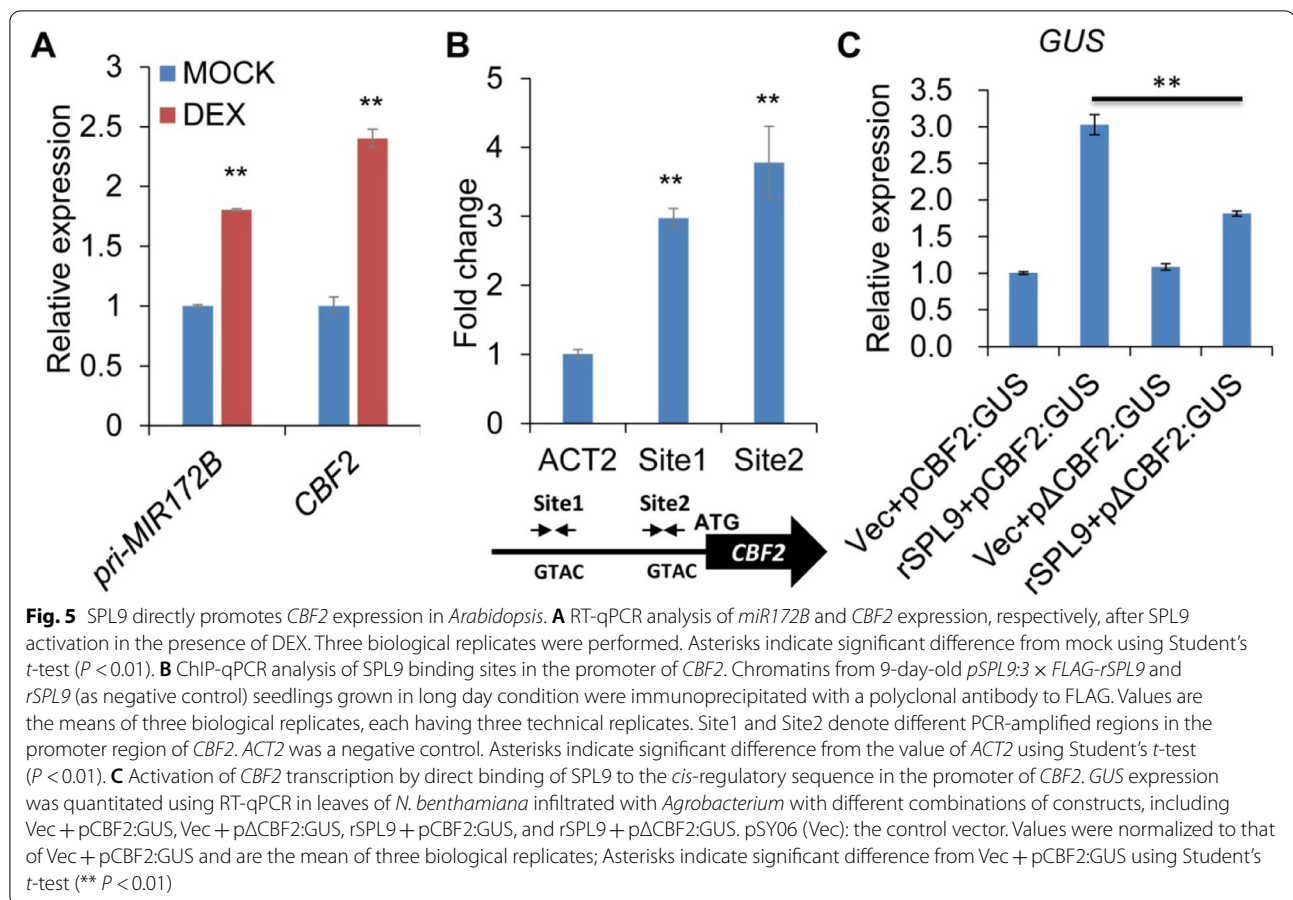 A
Relative expression
3
2.5
2
1.5
1
0.5
0
MOCK
DEX
**
**
pri-MIR172B
CBF2
B
Fold change
5
4
3
2
1
0
**
**
ACT2 Site1 Site2
Site1 Site2 ATG
CBF2
GTAC GTAC
C
GUS
Relative expression
3.5
3.0
2.5
2.0
1.5
1.0
0.5
0.0
**
Vec+pCBF2:GUS
rSPL9+pCBF2:GUS
Vec+pΔCBF2:GUS
rSPL9+pΔCBF2:GUS
Fig. 5 SPL9 directly promotes CBF2 expression in Arabidopsis. A RT-qPCR analysis of miR172B and CBF2 expression, respectively, after SPL9
activation in the presence of DEX. Three biological replicates were performed. Asterisks indicate significant difference from mock using Student's
t-test (P < 0.01). B ChIP-qPCR analysis of SPL9 binding sites in the promoter of CBF2. Chromatins from 9-day-old pSPL9:3 × FLAG-rSPL9 and
rSPL9 (as negative control) seedlings grown in long day condition were immunoprecipitated with a polyclonal antibody to FLAG. Values are
the means of three biological replicates, each having three technical replicates. Site1 and Site2 denote different PCR-amplified regions in the
promoter region of CBF2. ACT2 was a negative control. Asterisks indicate significant difference from the value of ACT2 using Student's t-test
(P < 0.01). C Activation of CBF2 transcription by direct binding of SPL9 to the cis-regulatory sequence in the promoter of CBF2. GUS expression
was quantitated using RT-qPCR in leaves of N. benthamiana infiltrated with Agrobacterium with different combinations of constructs, including
Vec + pCBF2:GUS, Vec + pΔCBF2:GUS, rSPL9 + pCBF2:GUS, and rSPL9 + pΔCBF2:GUS. pSY06 (Vec): the control vector. Values were normalized to that
of Vec + pCBF2:GUS and are the mean of three biological replicates; Asterisks indicate significant difference from Vec + pCBF2:GUS using Student's
t-test (** P < 0.01)